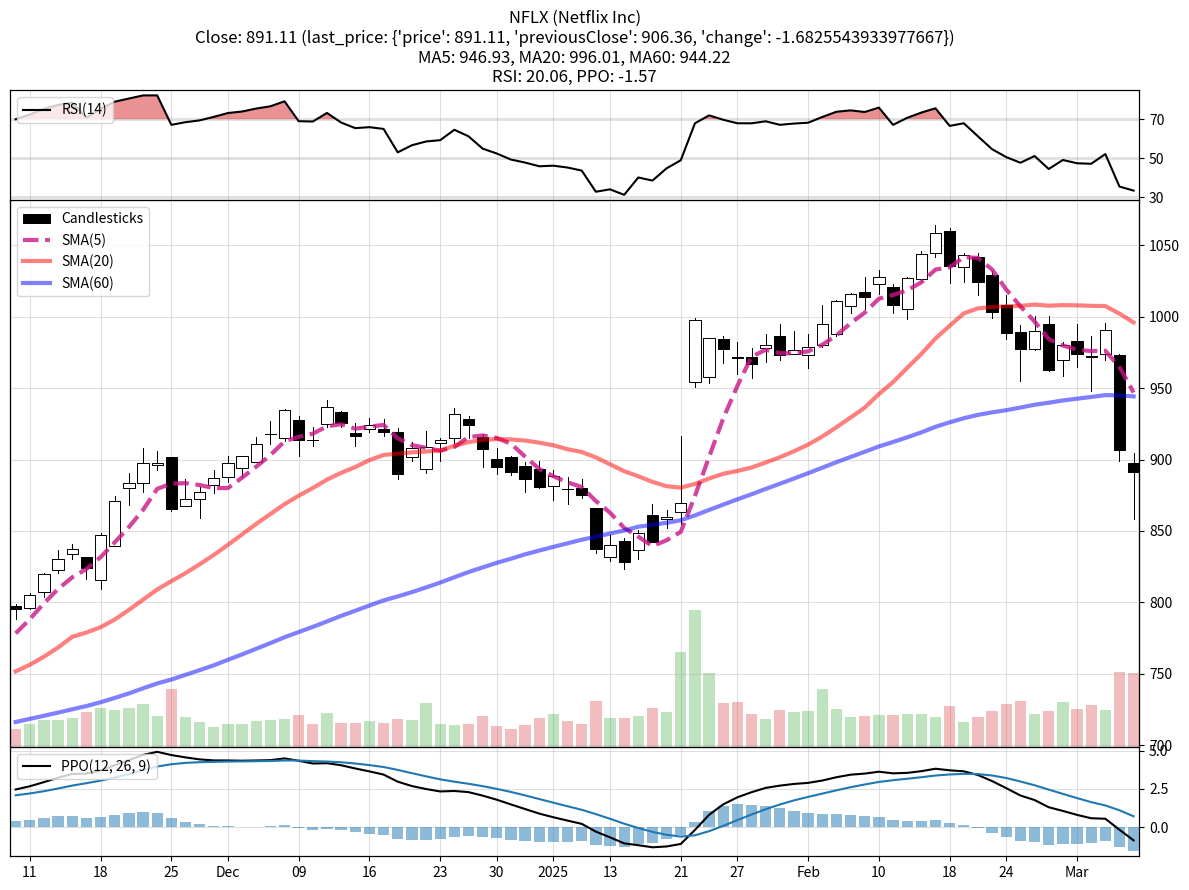 NFLX (Netflix Inc)
Close: 891.11 (last_price: {'price': 891.11, 'previousClose': 906.36, 'change': -1.6825543933977667})
MA5: 946.93, MA20: 996.01, MA60: 944.22
RSI: 20.06, PPO: -1.57
RSI(14)
70
50
30
Candlesticks
SMA(5)
SMA(20)
SMA(60)
1050
1000
950
900
850
800
750
700
PPO(12, 26, 9)
5.0
2.5
0.0
11 18 25 Dec 09 16 23 30 2025 13 21 27 Feb 10 18 24 Mar